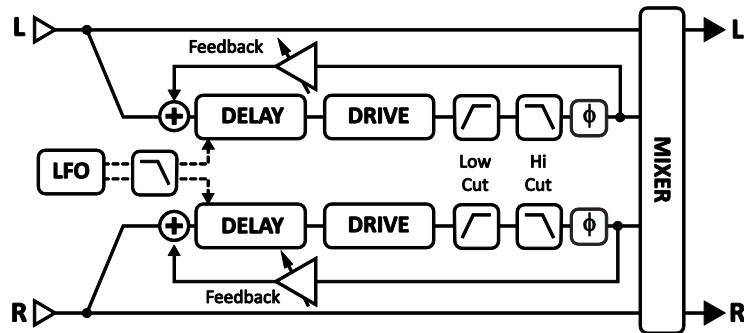 L
L
Feedback
DELAY
DRIVE
ϕ
LFO
Low
Cut
Hi
Cut
MIXER
DELAY
DRIVE
ϕ
Feedback
R
R